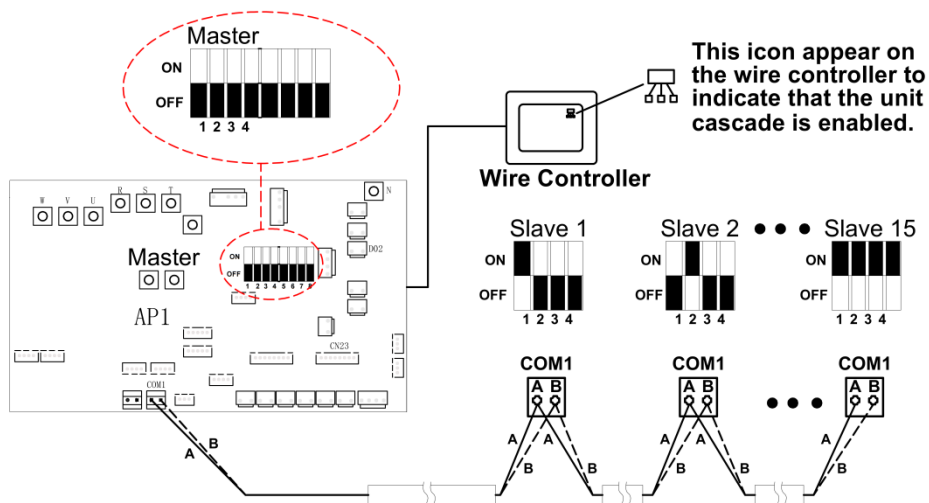 Master
ON
OFF
1 2 3 4
This icon appear on
the wire controller to
indicate that the unit
cascade is enabled.
Wire Controller
W V U R S T N
DO2
Master
ON
OFF
1 2 3 4 5 6 7 8
AP1
CN23
COM1
A
B
Slave 1
ON
OFF
1 2 3 4
Slave 2
ON
OFF
1 2 3 4
Slave 15
ON
OFF
1 2 3 4
COM1
A B
A A
B B
COM1
A B
A A
B B
COM1
A B
A
B